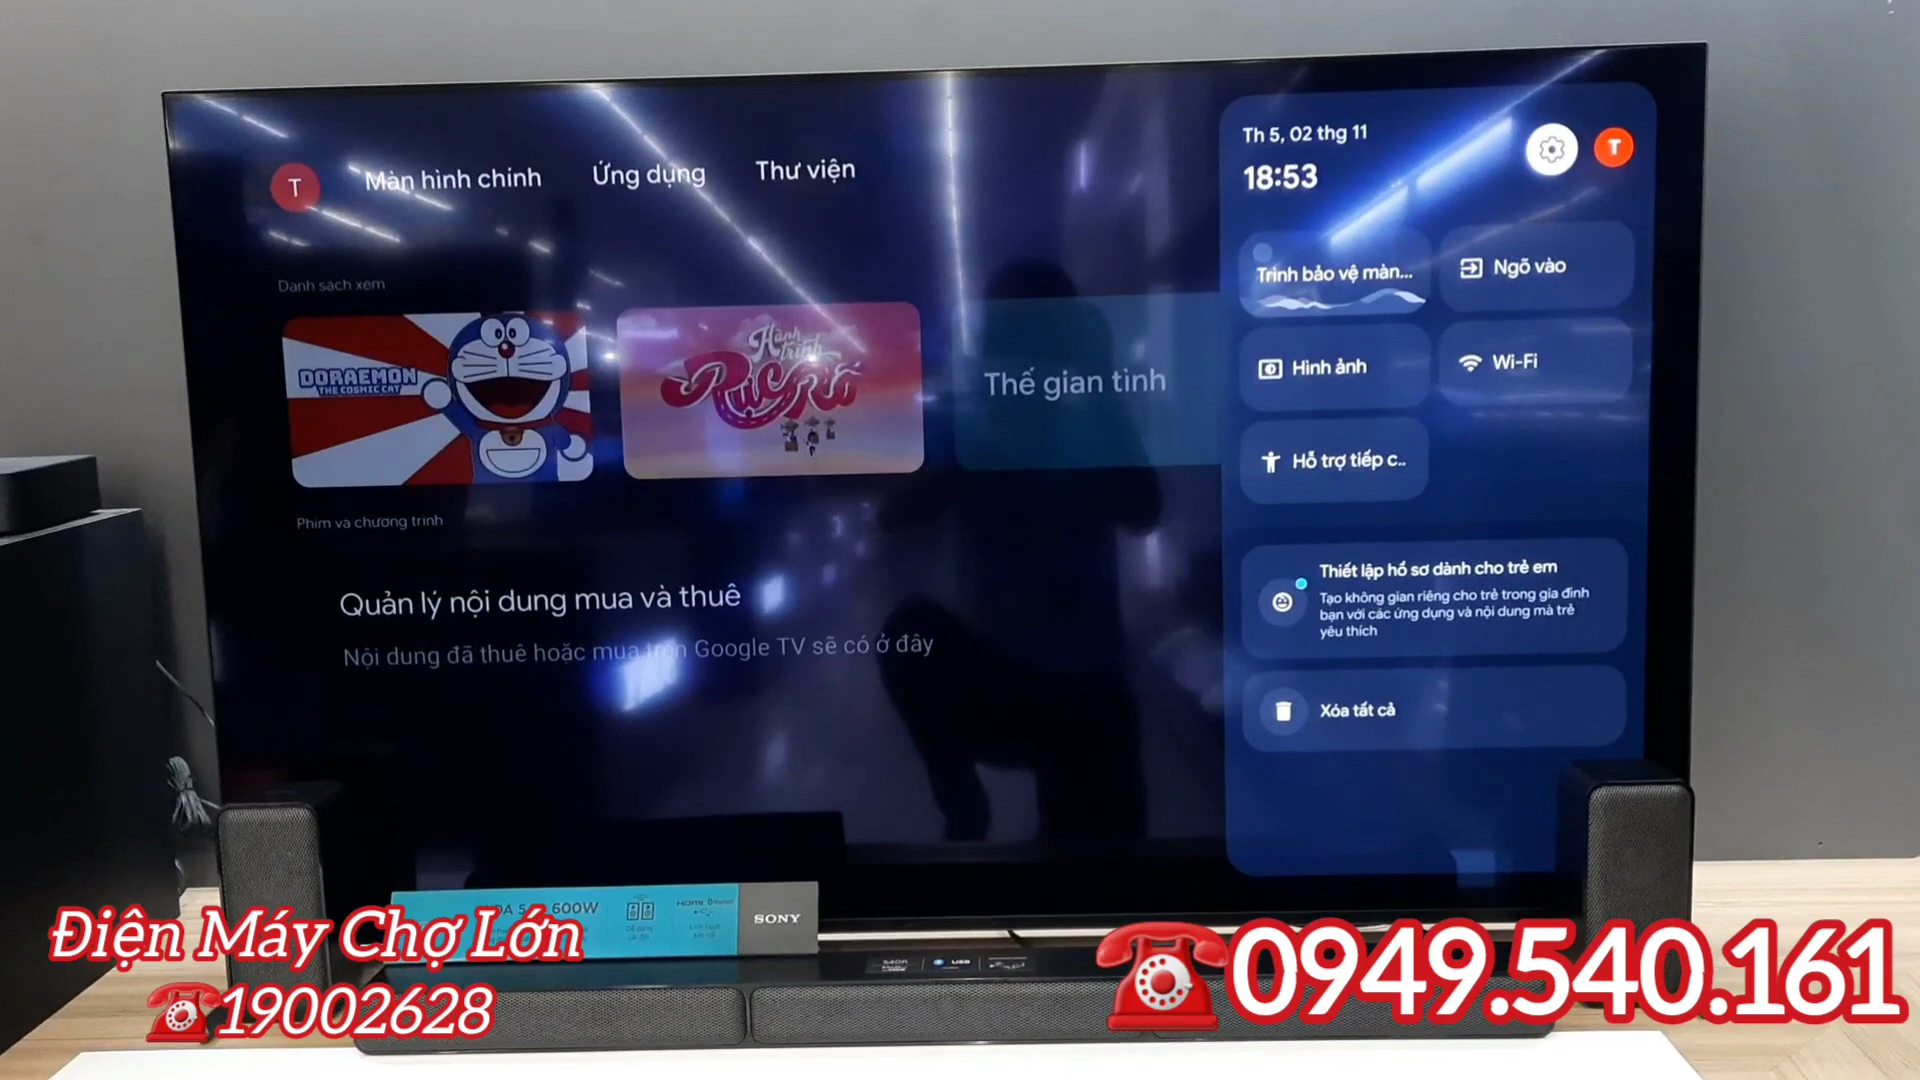 T
Màn hình chính
Ứng dụng
Thư viện
Th 5, 02 thg 11
18:53
T
Trình bảo vệ màn...
Ngõ vào
Danh sách xem
DORAEMON
THE COSMIC CAT
Hành trình
Rực Rỡ
Thế gian tình
Hình ảnh
Wi-Fi
Hỗ trợ tiếp c..
Phim và chương trình
Thiết lập hồ sơ dành cho trẻ em
Tạo không gian riêng cho trẻ trong gia đình
bạn với các ứng dụng và nội dung mà trẻ
yêu thích
Quản lý nội dung mua và thuê
Nội dung đã thuê hoặc mua trên Google TV sẽ có ở đây
Xóa tất cả
600W
HDMI
SONY
USB
Điện Máy Chợ Lớn
19002628
0949.540.161